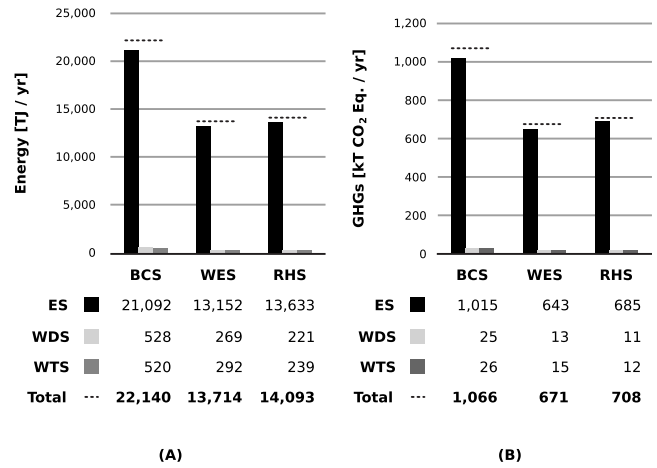 25,000
20,000
15,000
10,000
5,000
0
Energy [TJ / yr]
BCS WES RHS
ES 21,092 13,152 13,633
WDS 528 269 221
WTS 520 292 239
Total 22,140 13,714 14,093
(A)
1,200
1,000
800
600
400
200
0
GHGs [kT CO₂ Eq. / yr]
BCS WES RHS
ES 1,015 643 685
WDS 25 13 11
WTS 26 15 12
Total 1,066 671 708
(B)